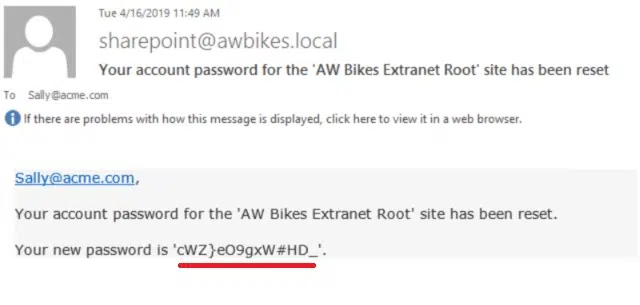 Tue 4/16/2019 11:49 AM
sharepoint@awbikes.local
Your account password for the 'AW Bikes Extranet Root' site has been reset
To Sally@acme.com
If there are problems with how this message is displayed, click here to view it in a web browser.
Sally@acme.com,
Your account password for the 'AW Bikes Extranet Root' site has been reset.
Your new password is 'cWZ}eO9gxW#HD_'.